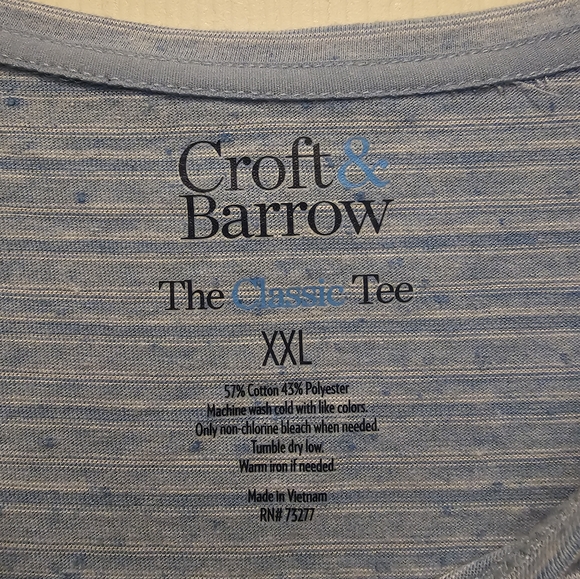 Croft&
Barrow
The Classic Tee
XXL
57% Cotton 43% Polyester
Machine wash cold with like colors.
Only non-chlorine bleach when needed.
Tumble dry low.
Warm iron if needed.
Made in Vietnam
RN# 73277